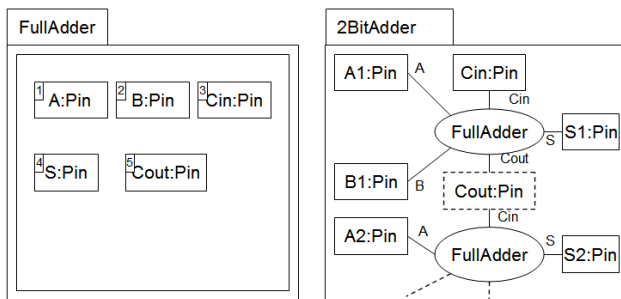 FullAdder
1 A:Pin
2 B:Pin
3 Cin:Pin
4 S:Pin
5 Cout:Pin
2BitAdder
A1:Pin
A
Cin:Pin
Cin
FullAdder
S
S1:Pin
B1:Pin
B
Cout
Cout:Pin
Cin
A2:Pin
A
FullAdder
S
S2:Pin